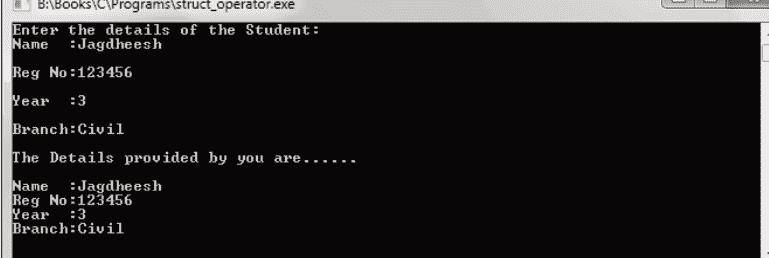 B:\Books\C\Programs\struct_operator.exe
Enter the details of the Student:
Name  :Jagdheesh
Reg No:123456
Year  :3
Branch:Civil
The Details provided by you are......
Name  :Jagdheesh
Reg No:123456
Year  :3
Branch:Civil